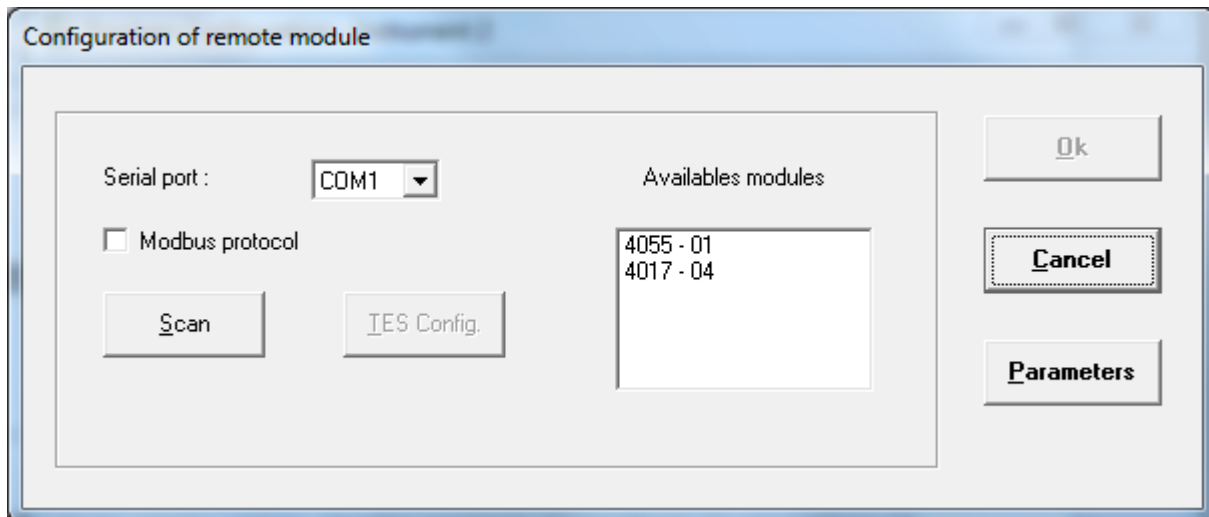 Configuration of remote module
Serial port :
COM1
Modbus protocol
Scan
TES Config.
Availables modules
4055 - 01
4017 - 04
Ok
Cancel
Parameters